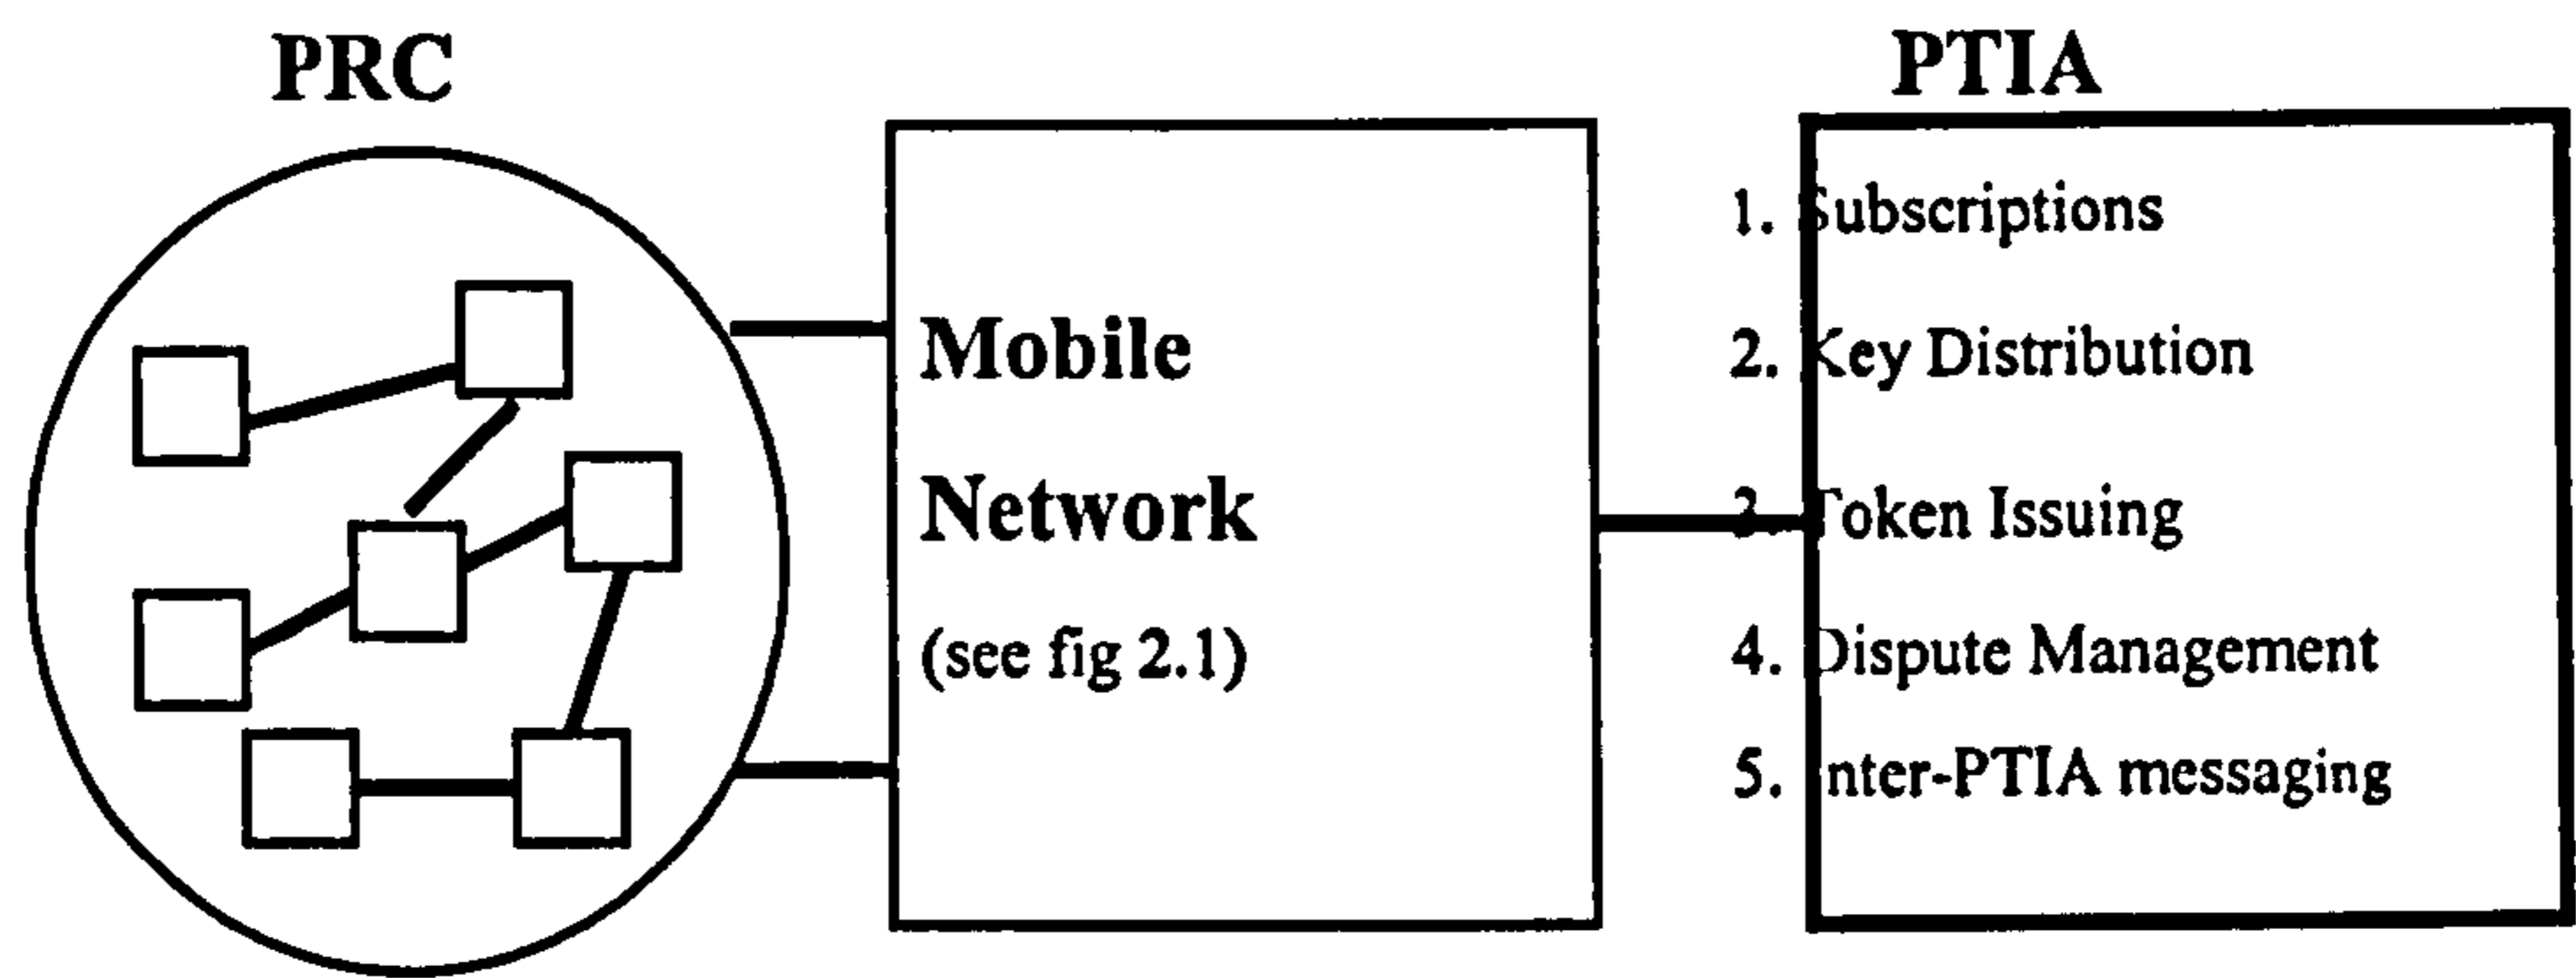 PRC
PTIA
Mobile
Network
(see fig 2.1)
1. Subscriptions
2. Key Distribution
3. Token Issuing
4. Dispute Management
5. Inter-PTIA messaging